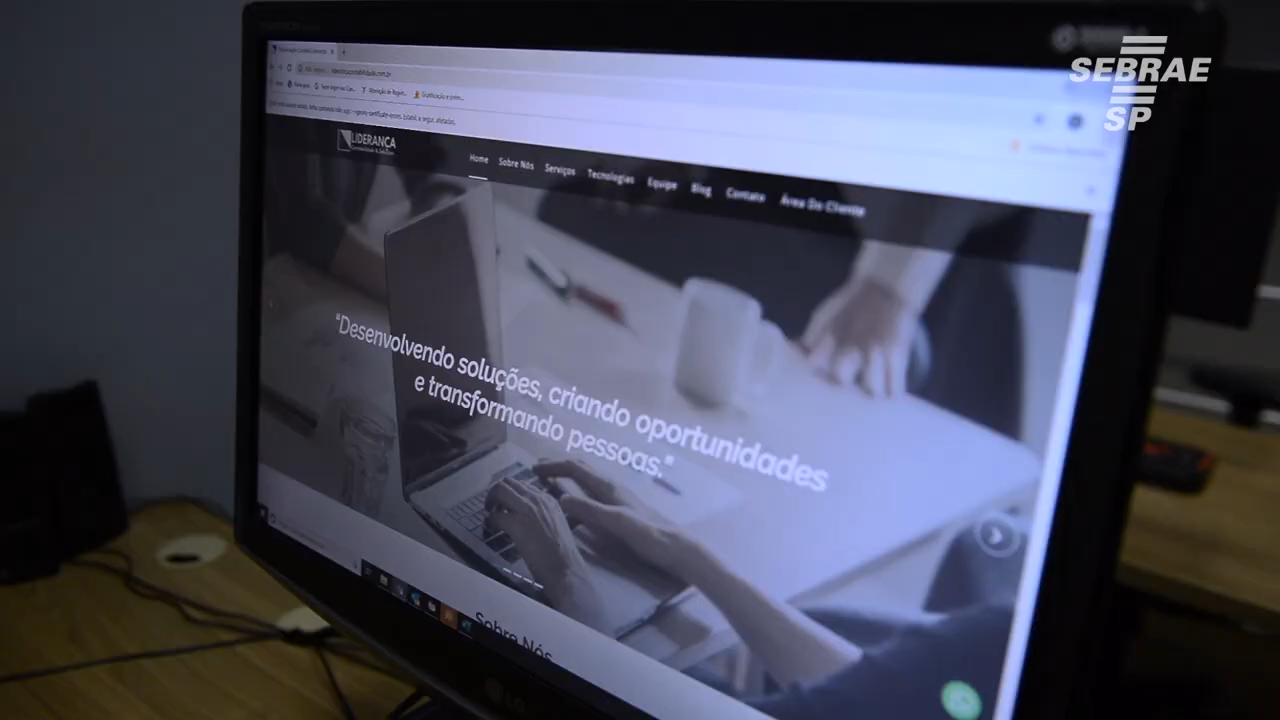 SEBRAE
SP
LIDERANÇA
Home
Sobre Nós
Serviços
Tecnologias
Equipe
Blog
Contato
Área Do Cliente
"Desenvolvendo soluções, criando oportunidades
e transformando pessoas."
Sobre Nós
LG